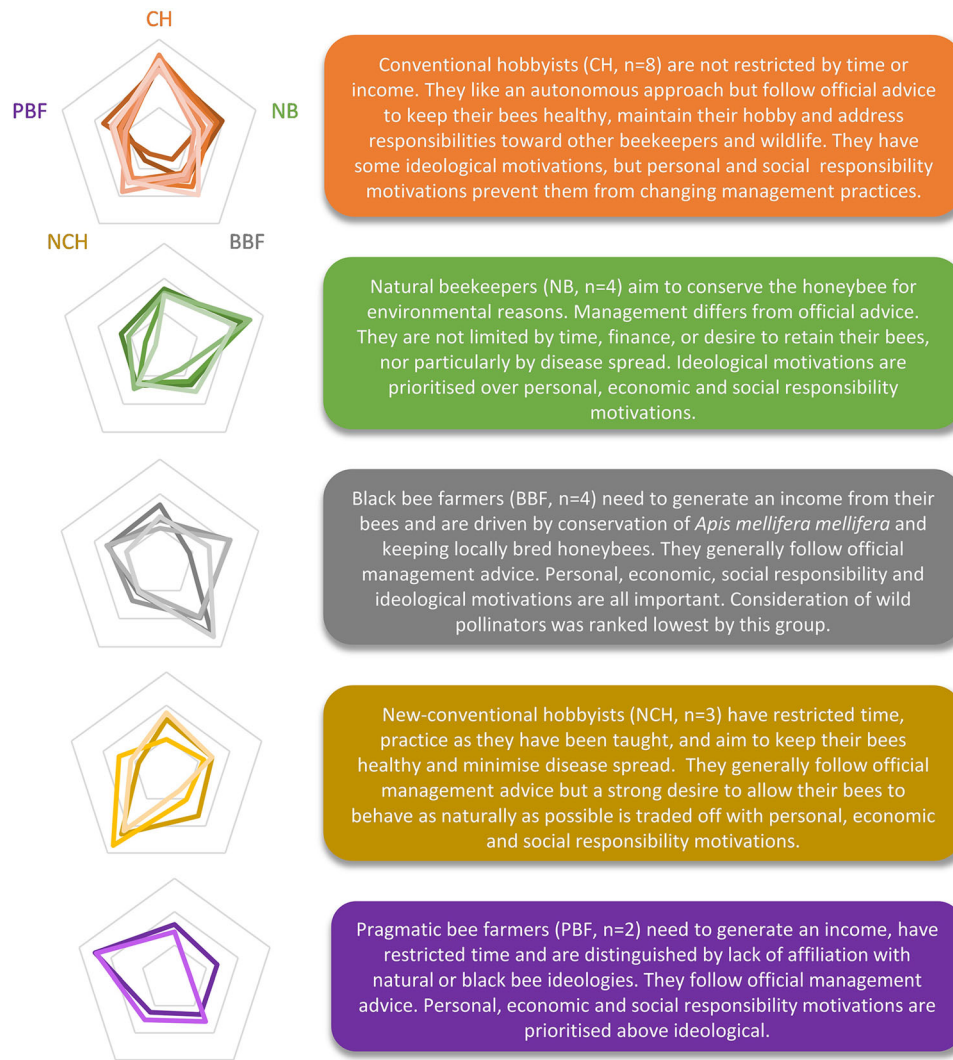 CH
PBF
NB
NCH
BBF
Conventional hobbyists (CH, n=8) are not restricted by time or
income. They like an autonomous approach but follow official advice
to keep their bees healthy, maintain their hobby and address
responsibilities toward other beekeepers and wildlife. They have
some ideological motivations, but personal and social responsibility
motivations prevent them from changing management practices.
Natural beekeepers (NB, n=4) aim to conserve the honeybee for
environmental reasons. Management differs from official advice.
They are not limited by time, finance, or desire to retain their bees,
nor particularly by disease spread. Ideological motivations are
prioritised over personal, economic and social responsibility
motivations.
Black bee farmers (BBF, n=4) need to generate an income from their
bees and are driven by conservation of Apis mellifera mellifera and
keeping locally bred honeybees. They generally follow official
management advice. Personal, economic, social responsibility and
ideological motivations are all important. Consideration of wild
pollinators was ranked lowest by this group.
New-conventional hobbyists (NCH, n=3) have restricted time,
practice as they have been taught, and aim to keep their bees
healthy and minimise disease spread. They generally follow official
management advice but a strong desire to allow their bees to
behave as naturally as possible is traded off with personal, economic
and social responsibility motivations.
Pragmatic bee farmers (PBF, n=2) need to generate an income, have
restricted time and are distinguished by lack of affiliation with
natural or black bee ideologies. They follow official management
advice. Personal, economic and social responsibility motivations are
prioritised above ideological.